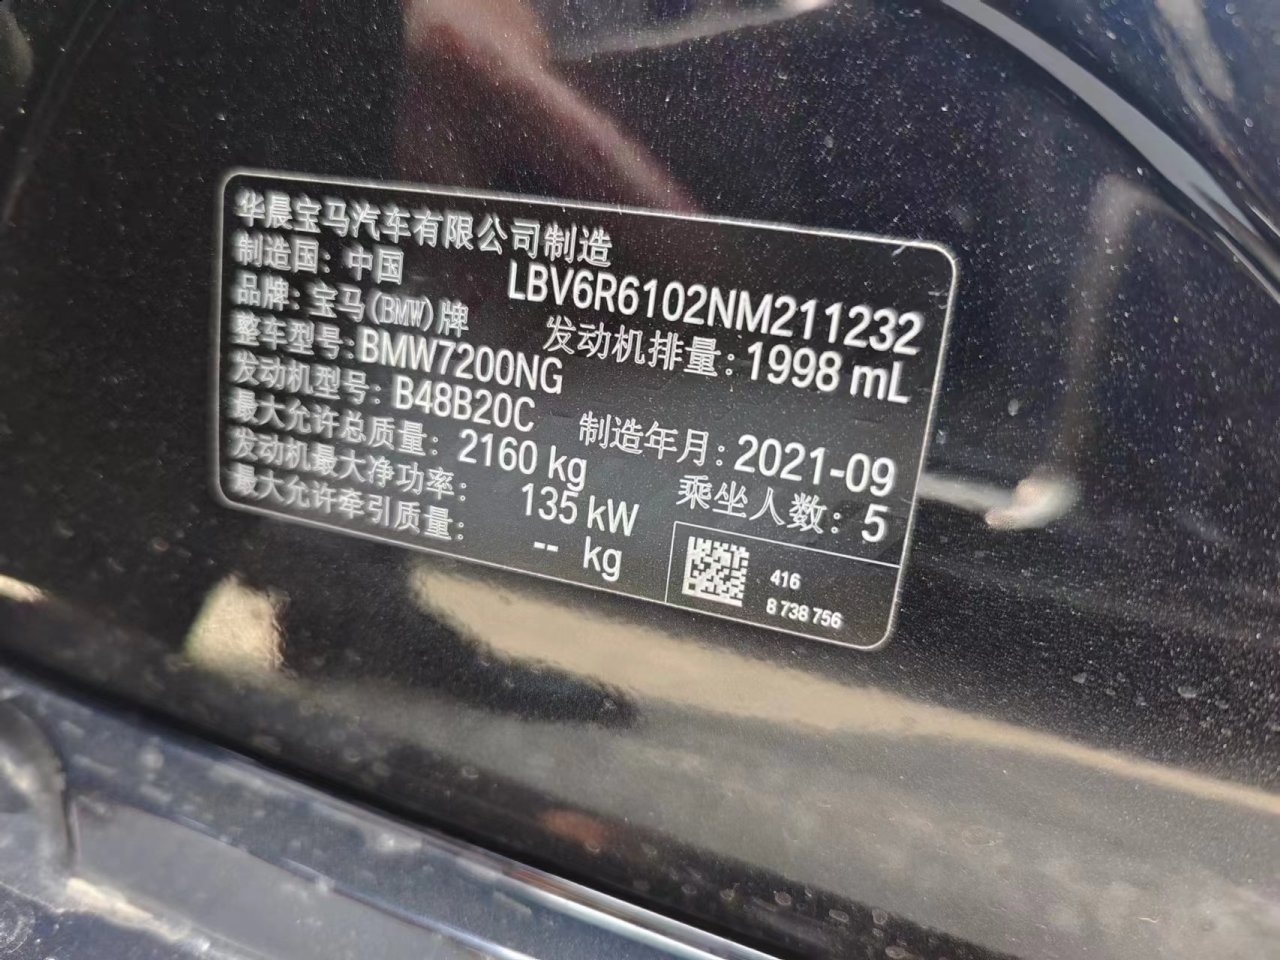 华晨宝马汽车有限公司制造
制造国：中国
LBV6R6102NM211232
品牌：宝马(BMW)牌
发动机排量：1998 mL
整车型号：BMW7200NG
发动机型号：B48B20C
制造年月：2021-09
最大允许总质量：2160 kg
乘坐人数：5
发动机最大净功率：135 kW
最大允许牵引质量：-- kg
416
8 738 756